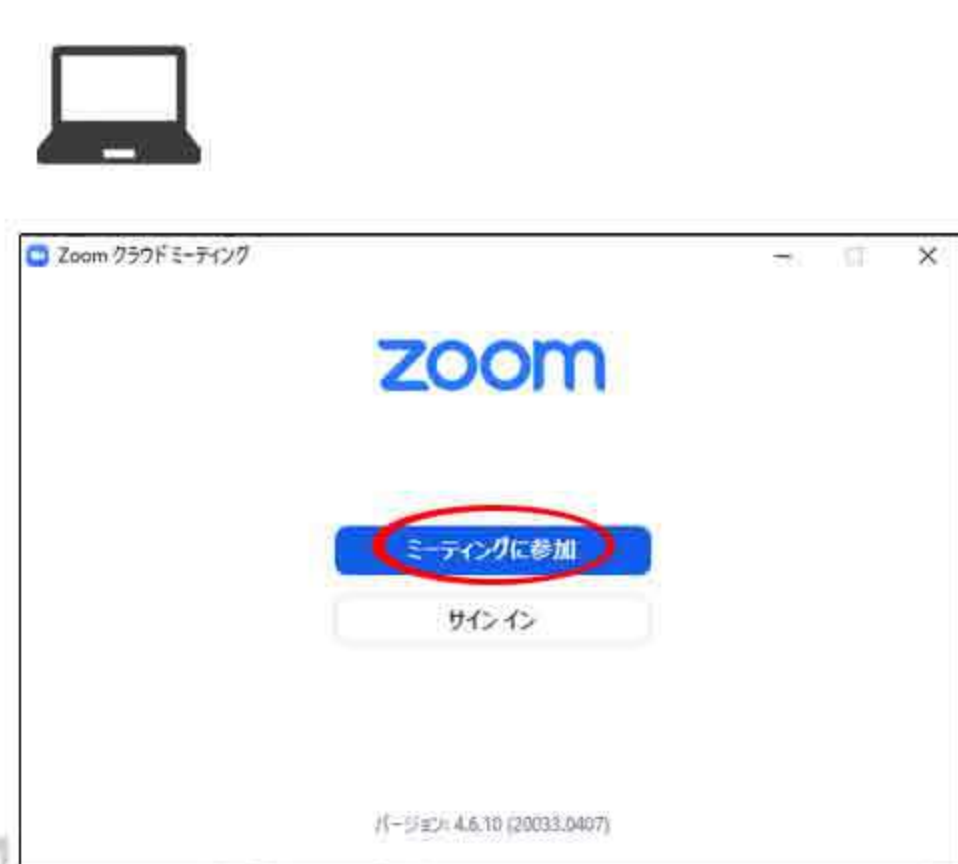 Zoom クラウドミーティング
zoom
ミーティングに参加
サインイン
バージョン: 4.6.10 (20033.0407)